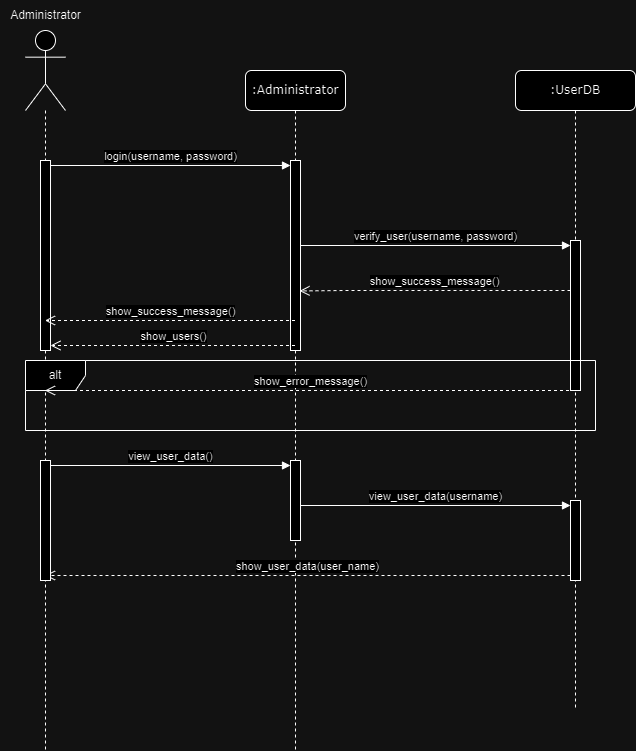 Administrator
:Administrator
:UserDB
login(username, password)
verify_user(username, password)
show_success_message()
show_success_message()
show_users()
alt
show_error_message()
view_user_data()
view_user_data(username)
show_user_data(user_name)